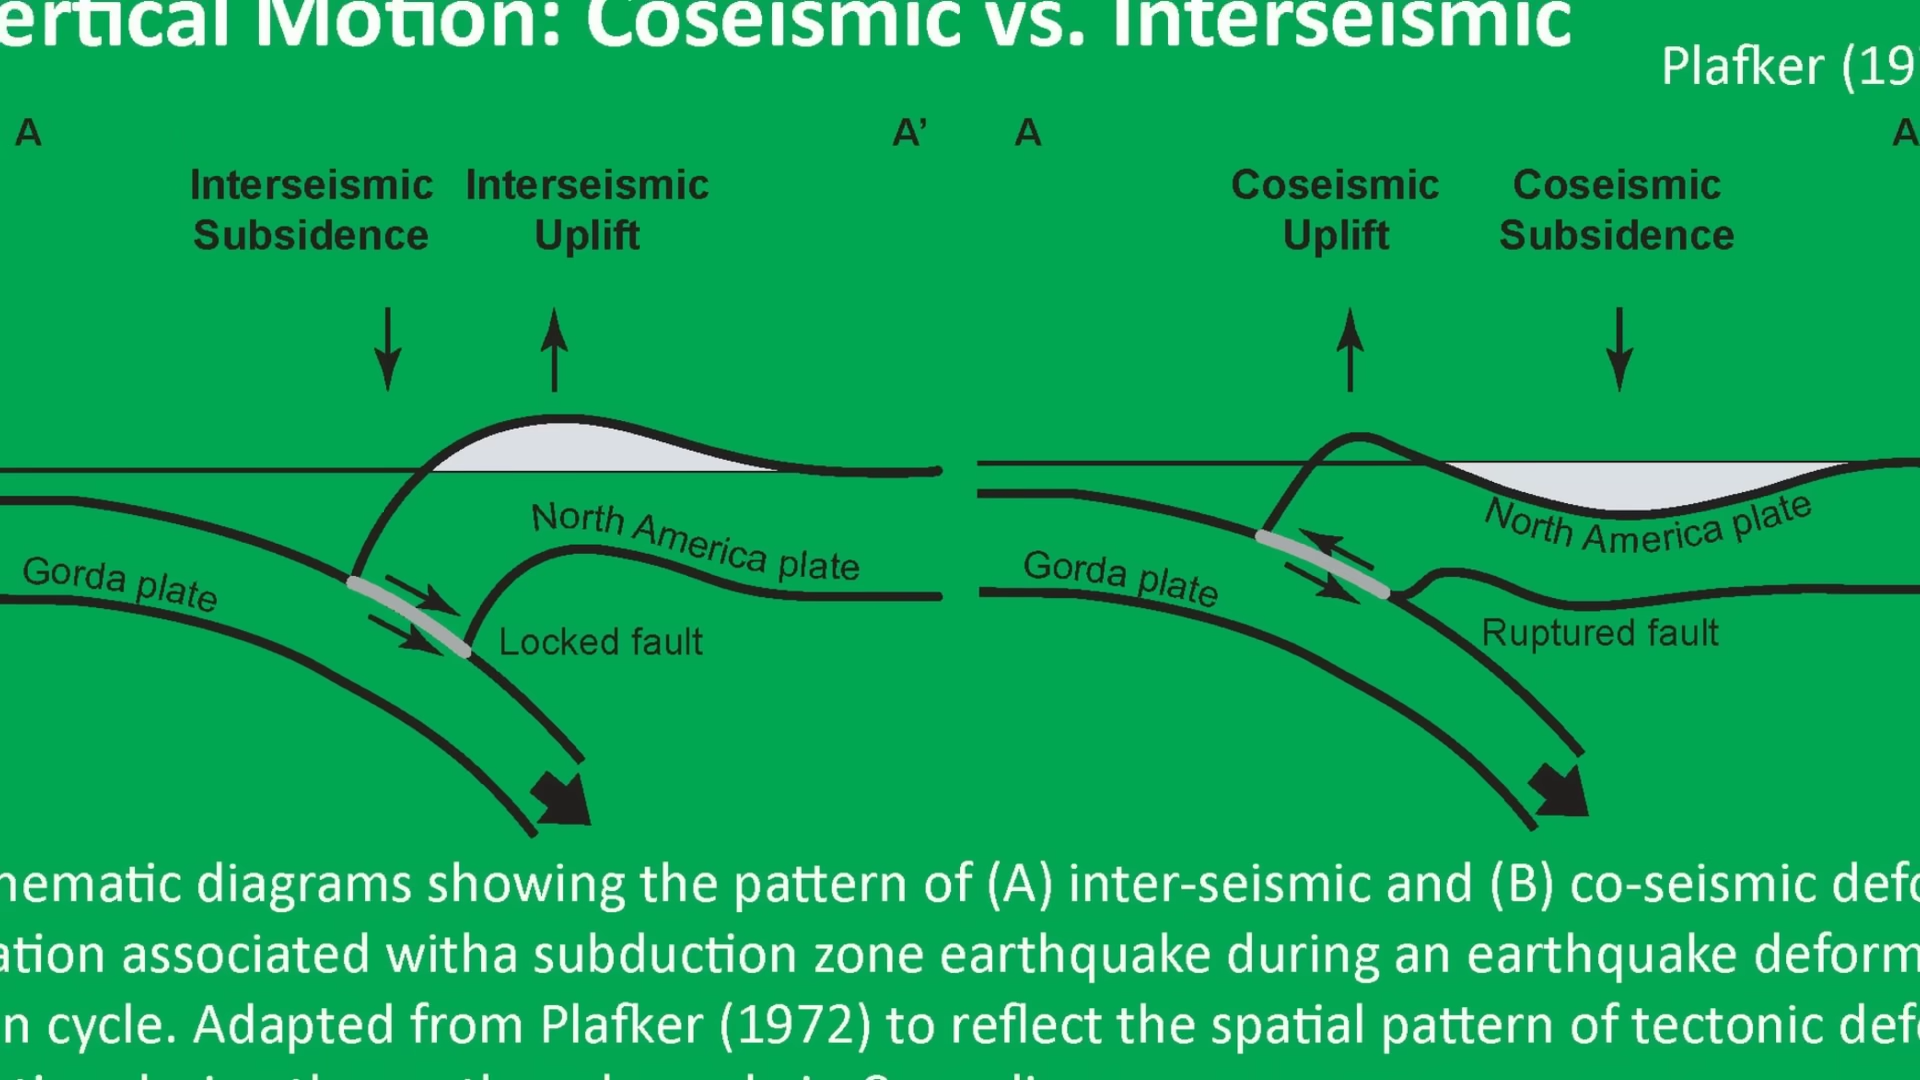 ertical Motion: Coseismic vs. Interseismic
Plafker (19
A A’ A A
Interseismic Subsidence
Interseismic Uplift
Coseismic Uplift
Coseismic Subsidence
North America plate
Gorda plate
Locked fault
North America plate
Gorda plate
Ruptured fault
hematic diagrams showing the pattern of (A) inter-seismic and (B) co-seismic defo
ation associated witha subduction zone earthquake during an earthquake deform
n cycle. Adapted from Plafker (1972) to reflect the spatial pattern of tectonic defo